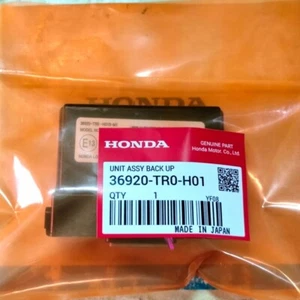 HONDA
GENUINE PART
Honda Motor. Co., Ltd.
UNIT ASSY BACK UP
36920-TR0-H01
QTY 1
YF08
MADE IN JAPAN